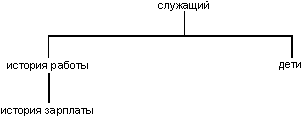 служащий
история работы
дети
история зарплаты